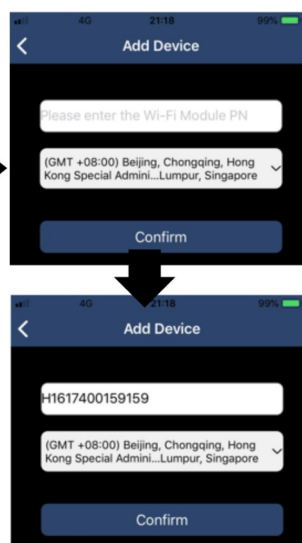 4G 21:18 99%
Add Device
Please enter the Wi-Fi Module PN
(GMT +08:00) Beijing, Chongqing, Hong
Kong Special Admini...Lumpur, Singapore
Confirm
4G 21:18 99%
Add Device
H1617400159159
(GMT +08:00) Beijing, Chongqing, Hong
Kong Special Admini...Lumpur, Singapore
Confirm